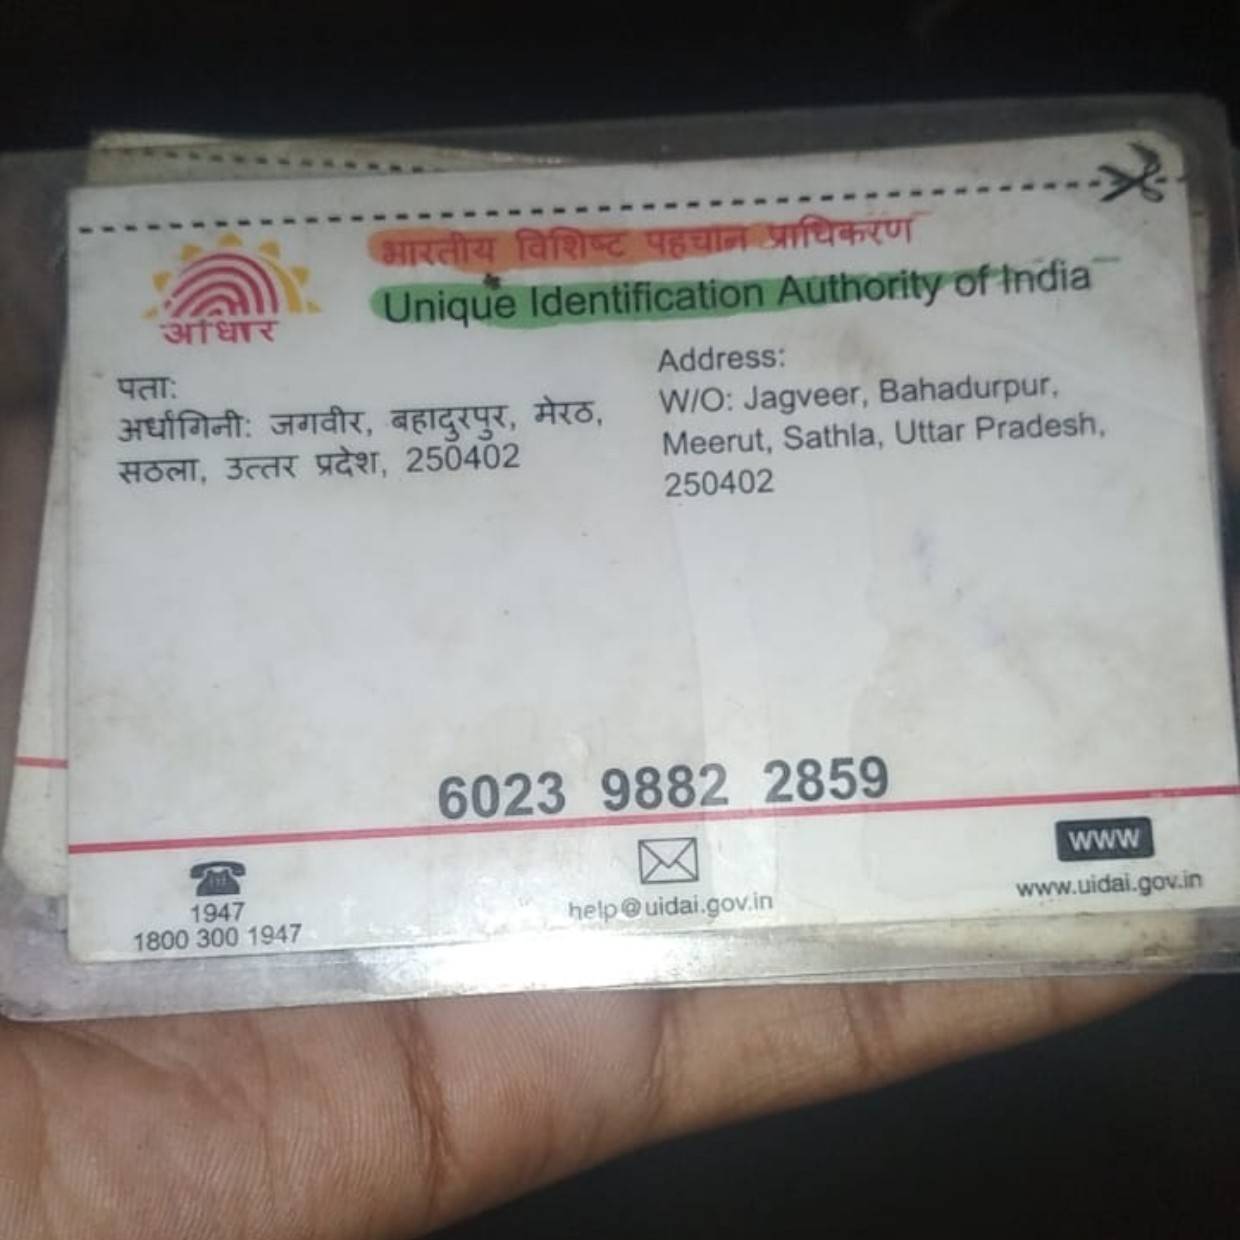 भारतीय विशिष्ट पहचान प्राधिकरण
Unique Identification Authority of India
आधार
पता:
अर्धांगिनी: जगवीर, बहादुरपुर, मेरठ,
सठला, उत्तर प्रदेश, 250402
Address:
W/O: Jagveer, Bahadurpur,
Meerut, Sathla, Uttar Pradesh,
250402
6023 9882 2859
1947
1800 300 1947
help@uidai.gov.in
www
www.uidai.gov.in